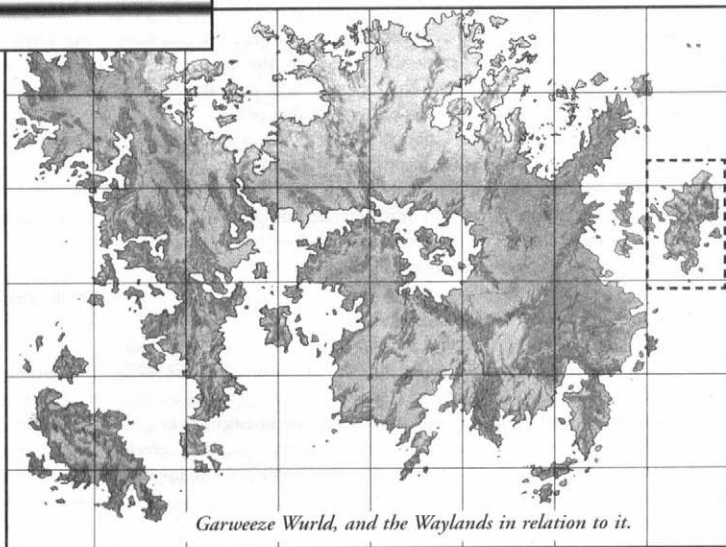 Garweeze Wurld, and the Waylands in relation to it.